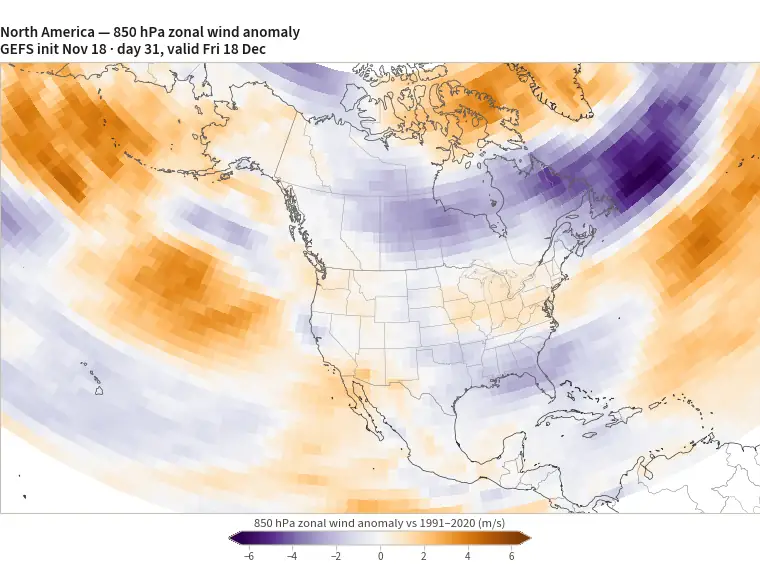 North America — 850 hPa zonal wind anomaly
GEFS init Nov 18 · day 31, valid Fri 18 Dec
850 hPa zonal wind anomaly vs 1991–2020 (m/s)
−6 −4 −2 0 2 4 6